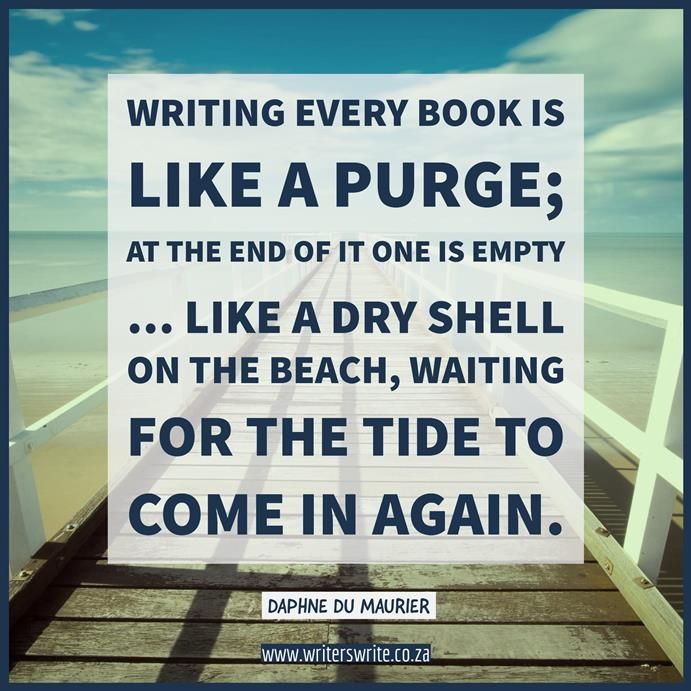 WRITING EVERY BOOK IS
LIKE A PURGE;
AT THE END OF IT ONE IS EMPTY
... LIKE A DRY SHELL
ON THE BEACH, WAITING
FOR THE TIDE TO
COME IN AGAIN.
DAPHNE DU MAURIER
www.writerswrite.co.za